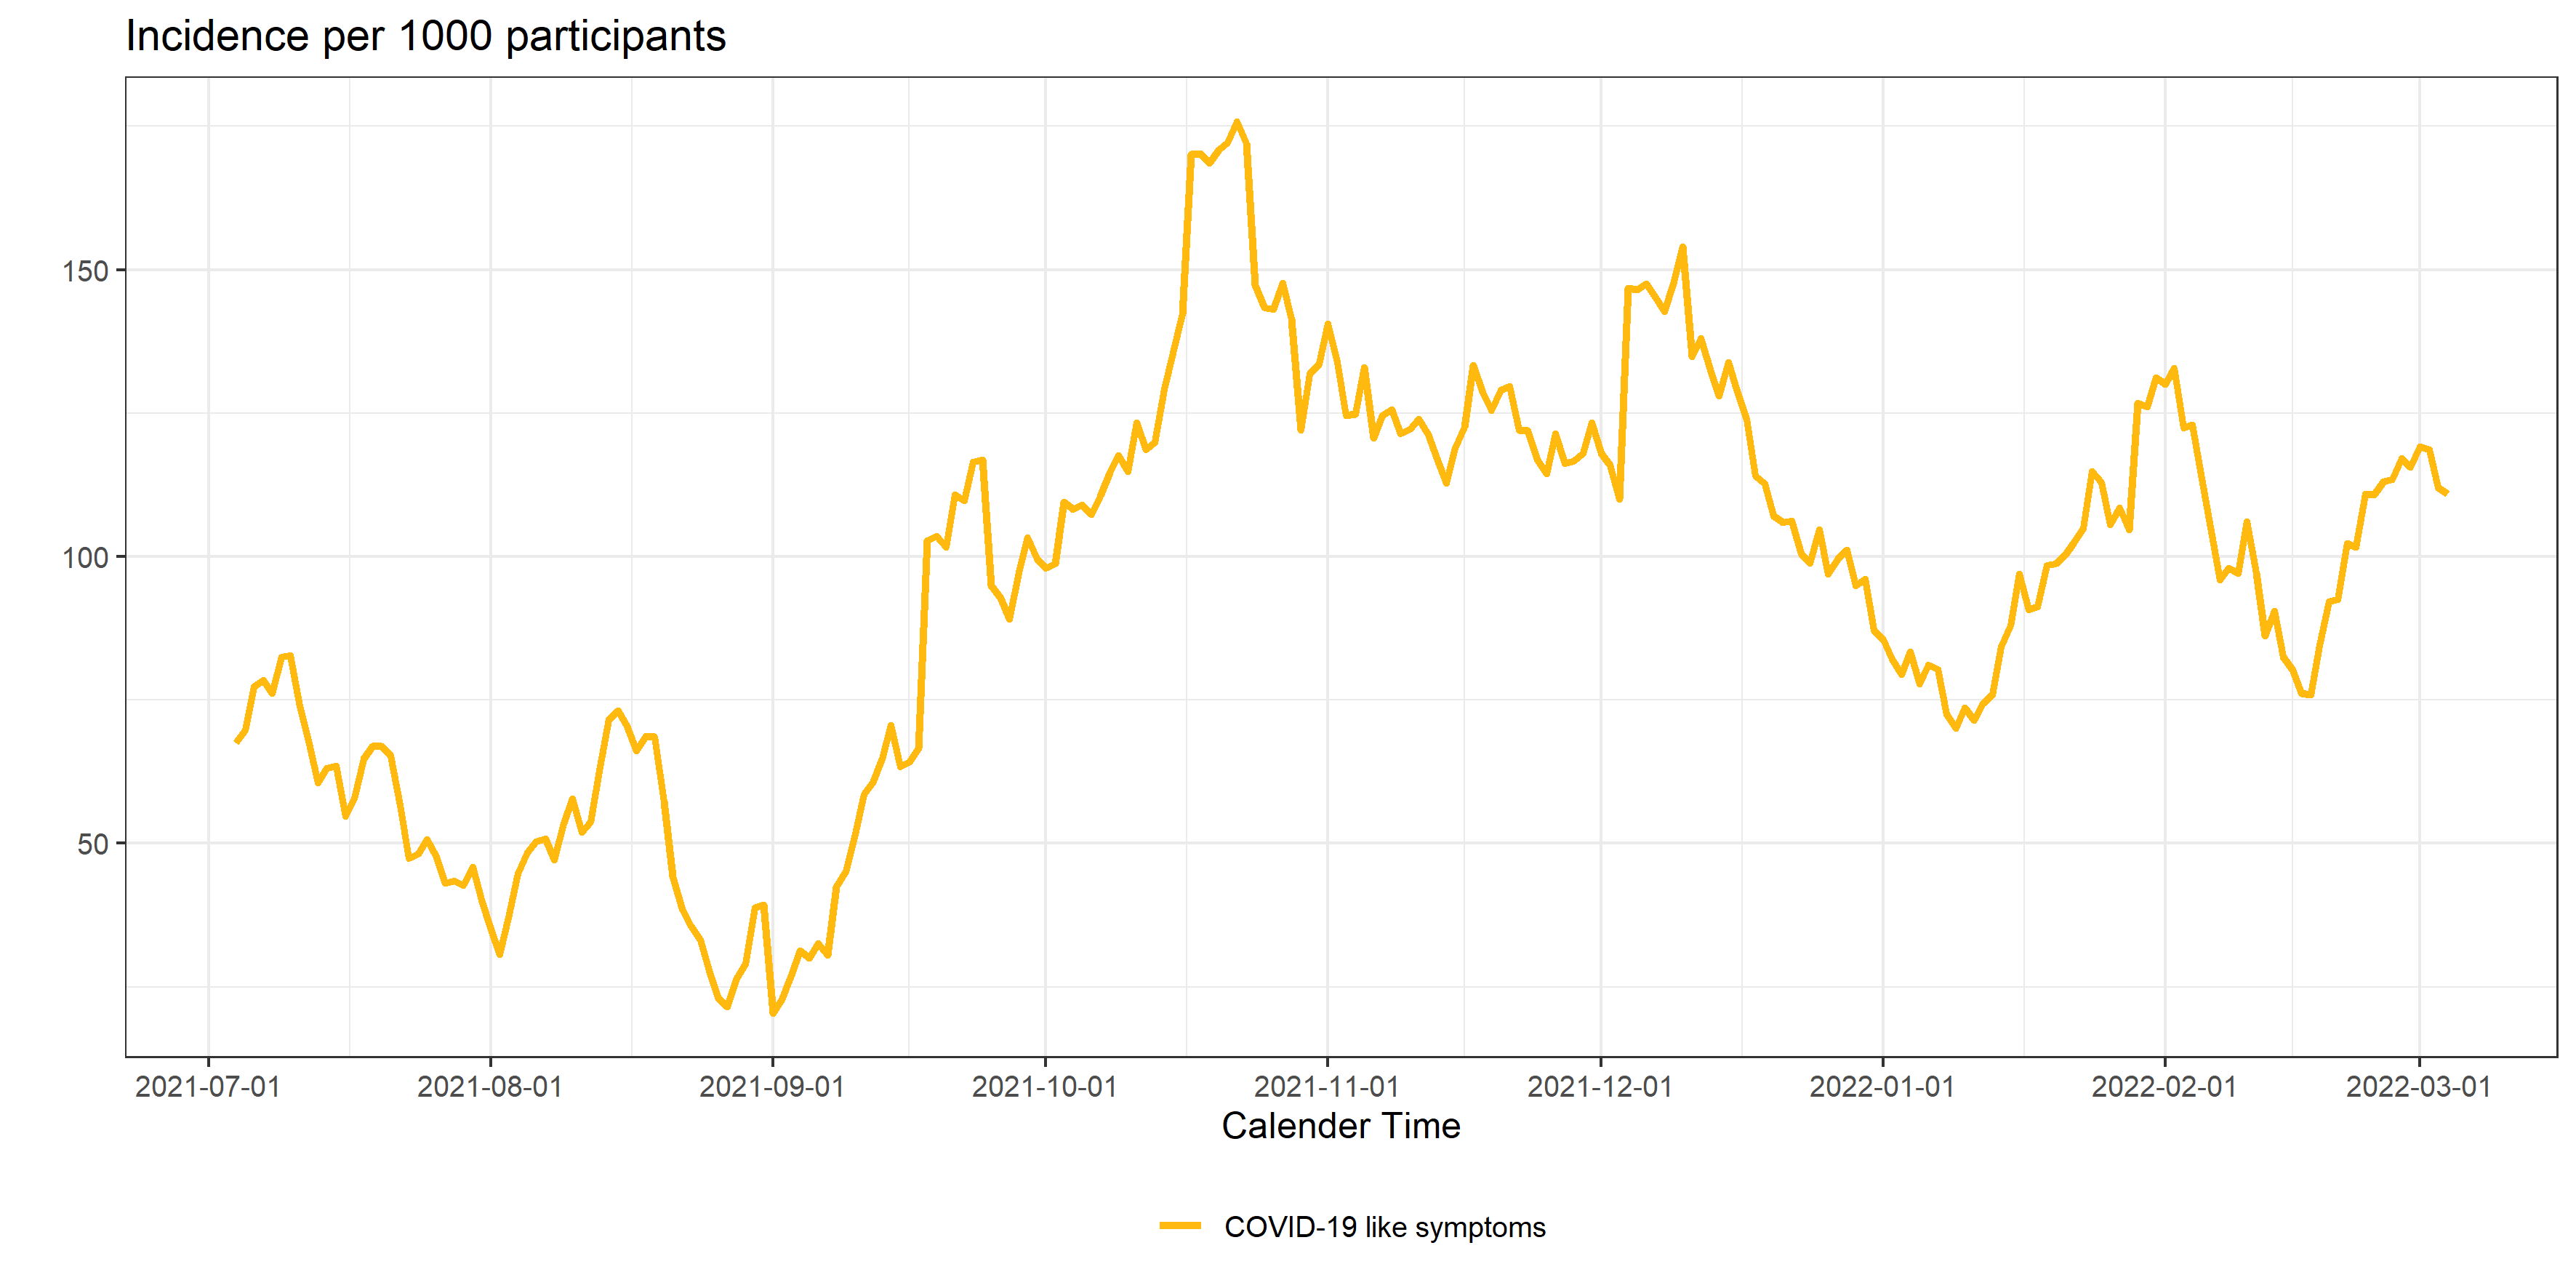 Incidence per 1000 participants
150
100
50
2021-07-01 2021-08-01 2021-09-01 2021-10-01 2021-11-01 2021-12-01 2022-01-01 2022-02-01 2022-03-01
Calender Time
COVID-19 like symptoms